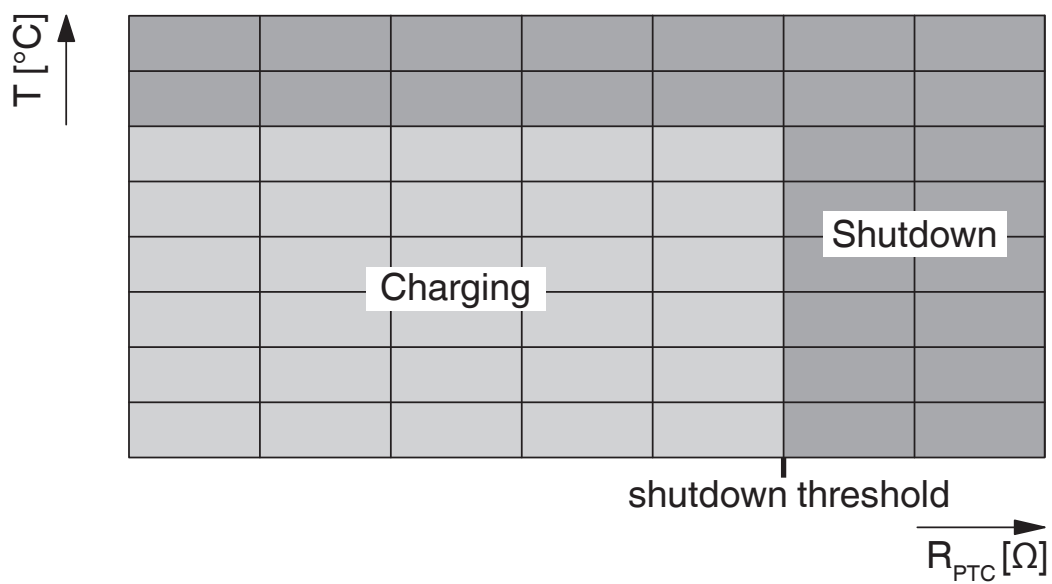 T [°C]
Shutdown
Charging
shutdown threshold
R_PTC [Ω]